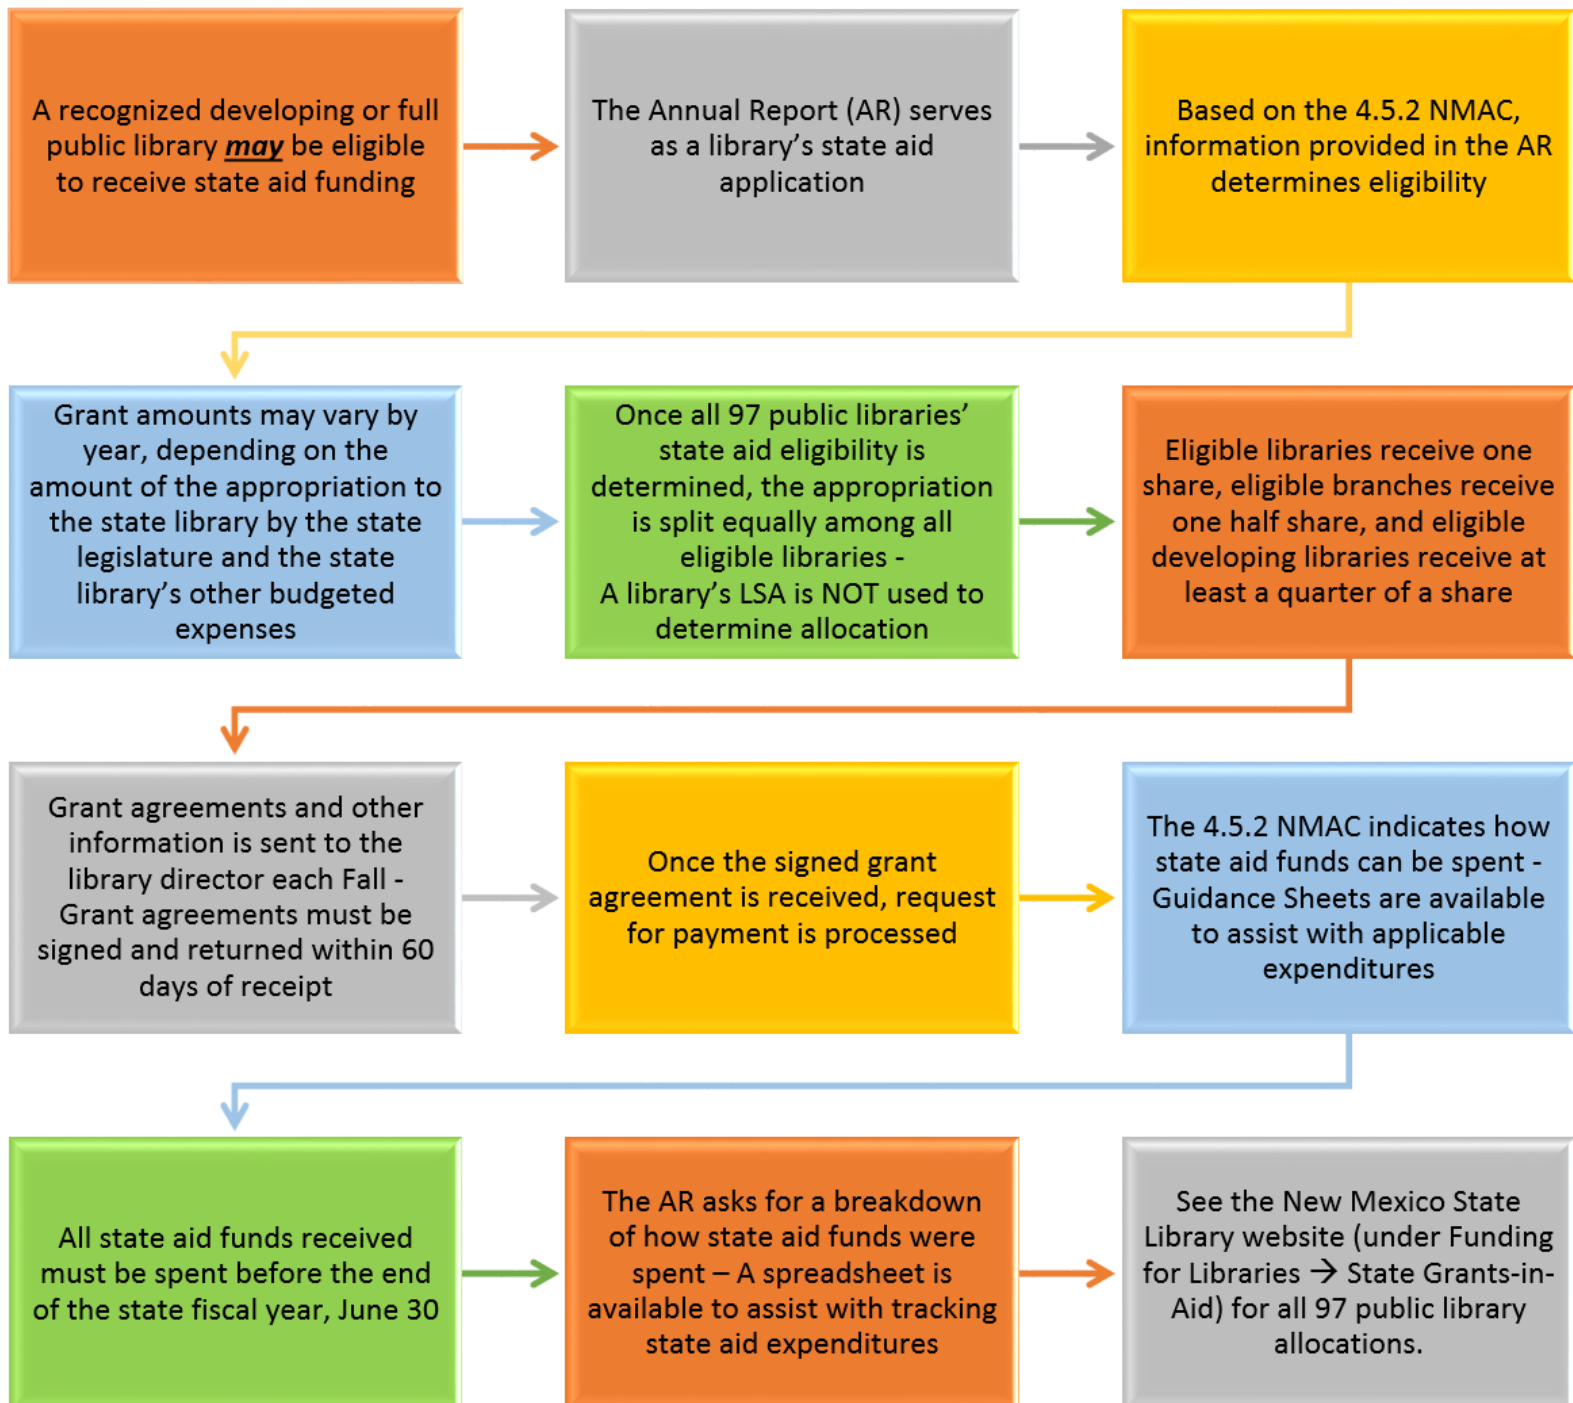 A recognized developing or full
public library may be eligible
to receive state aid funding
The Annual Report (AR) serves
as a library’s state aid
application
Based on the 4.5.2 NMAC,
information provided in the AR
determines eligibility
Grant amounts may vary by
year, depending on the
amount of the appropriation to
the state library by the state
legislature and the state
library’s other budgeted
expenses
Once all 97 public libraries’
state aid eligibility is
determined, the appropriation
is split equally among all
eligible libraries -
A library’s LSA is NOT used to
determine allocation
Eligible libraries receive one
share, eligible branches receive
one half share, and eligible
developing libraries receive at
least a quarter of a share
Grant agreements and other
information is sent to the
library director each Fall -
Grant agreements must be
signed and returned within 60
days of receipt
Once the signed grant
agreement is received, request
for payment is processed
The 4.5.2 NMAC indicates how
state aid funds can be spent -
Guidance Sheets are available
to assist with applicable
expenditures
All state aid funds received
must be spent before the end
of the state fiscal year, June 30
The AR asks for a breakdown
of how state aid funds were
spent – A spreadsheet is
available to assist with tracking
state aid expenditures
See the New Mexico State
Library website (under Funding
for Libraries → State Grants-in-
Aid) for all 97 public library
allocations.